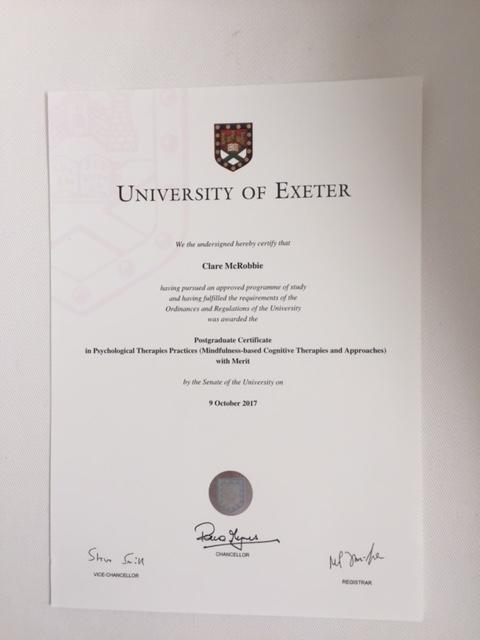 UNIVERSITY OF EXETER
We the undersigned hereby certify that
Clare McRobbie
having pursued an approved programme of study
and having fulfilled the requirements of the
Ordinances and Regulations of the University
was awarded the
Postgraduate Certificate
in Psychological Therapies Practices (Mindfulness-based Cognitive Therapies and Approaches)
with Merit
by the Senate of the University on
9 October 2017
CHANCELLOR
Steve Smith
VICE-CHANCELLOR
REGISTRAR